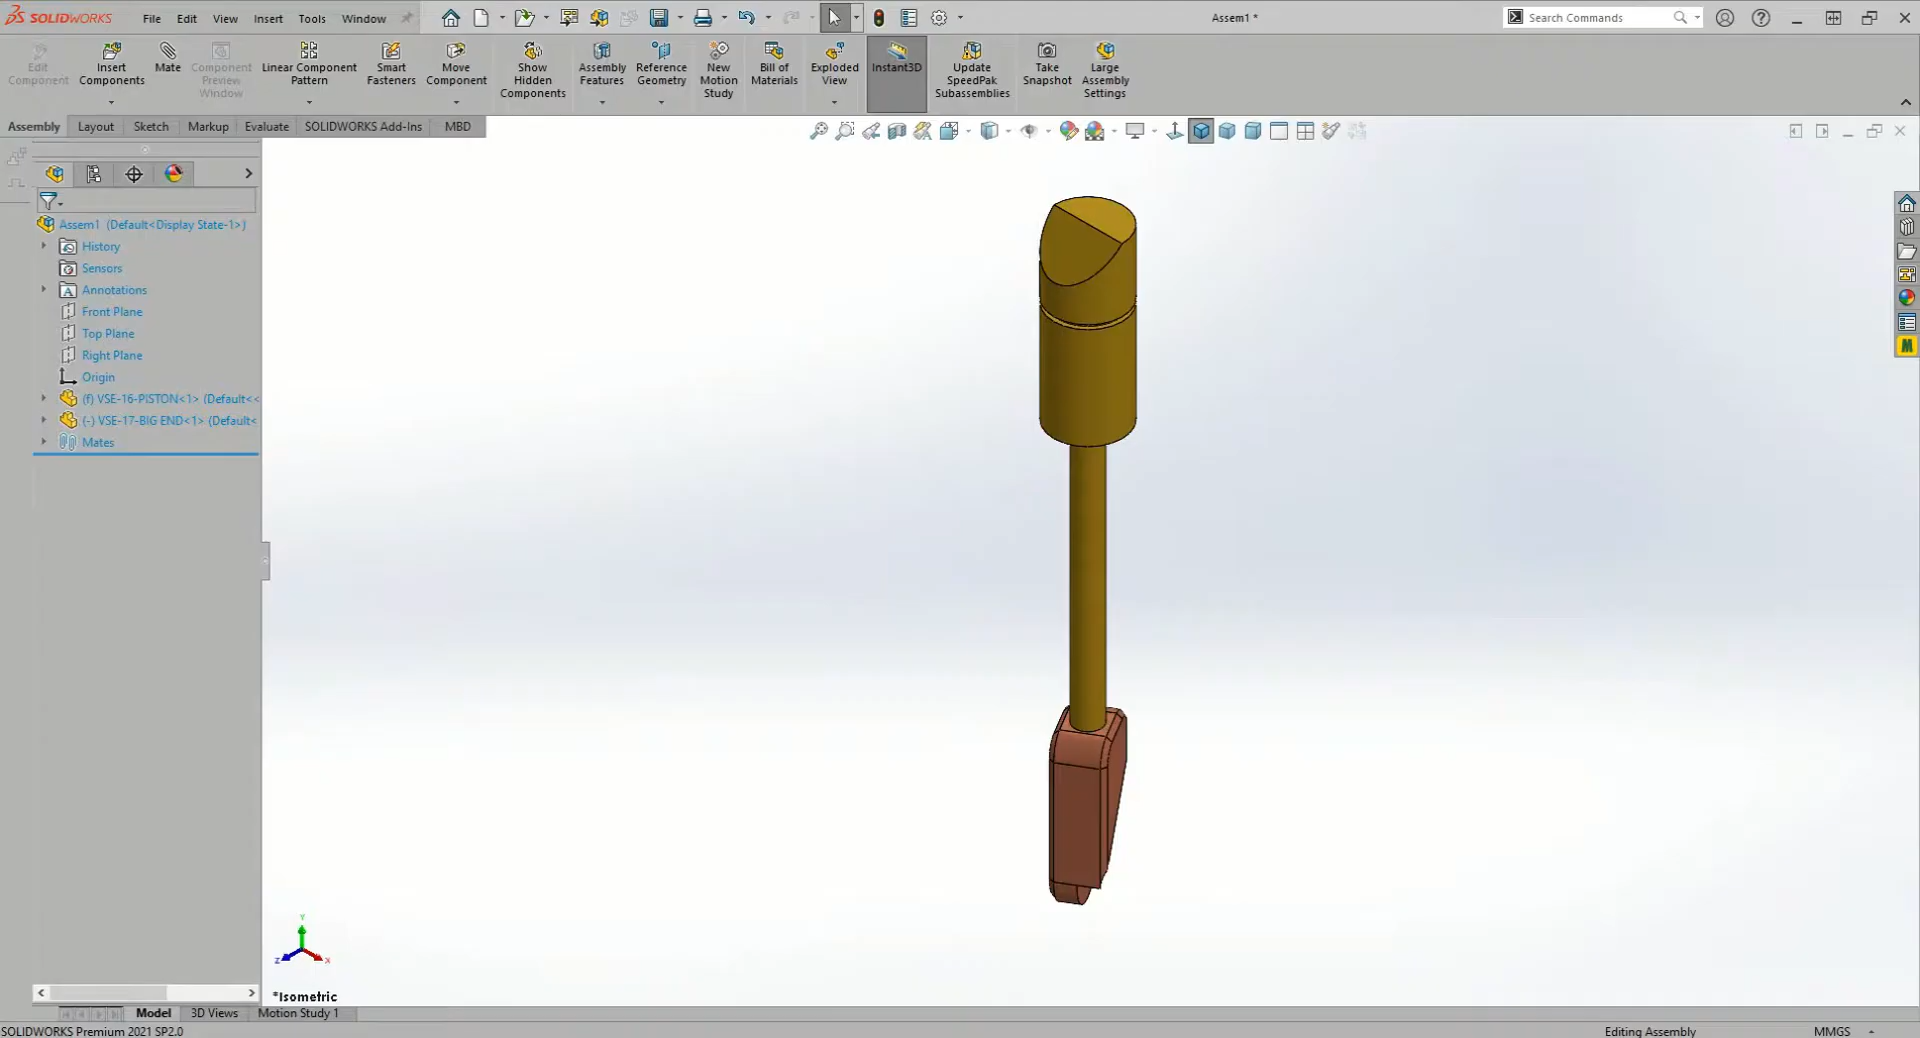 SOLIDWORKS File Edit View Insert Tools Window Assem1 * Search Commands
Edit Component
Insert Components
Mate
Component Preview Window
Linear Component Pattern
Smart Fasteners
Move Component
Show Hidden Components
Assembly Features
Reference Geometry
New Motion Study
Bill of Materials
Exploded View
Instant3D
Update SpeedPak Subassemblies
Take Snapshot
Large Assembly Settings
Assembly Layout Sketch Markup Evaluate SOLIDWORKS Add-Ins MBD
Assem1 (Default<Display State-1>)
History
Sensors
Annotations
Front Plane
Top Plane
Right Plane
Origin
(f) VSE-16-PISTON<1> (Default<<
(-) VSE-17-BIG END<1> (Default<
Mates
Y
Z X
*Isometric
Model 3D Views Motion Study 1
SOLIDWORKS Premium 2021 SP2.0 Editing Assembly MMGS